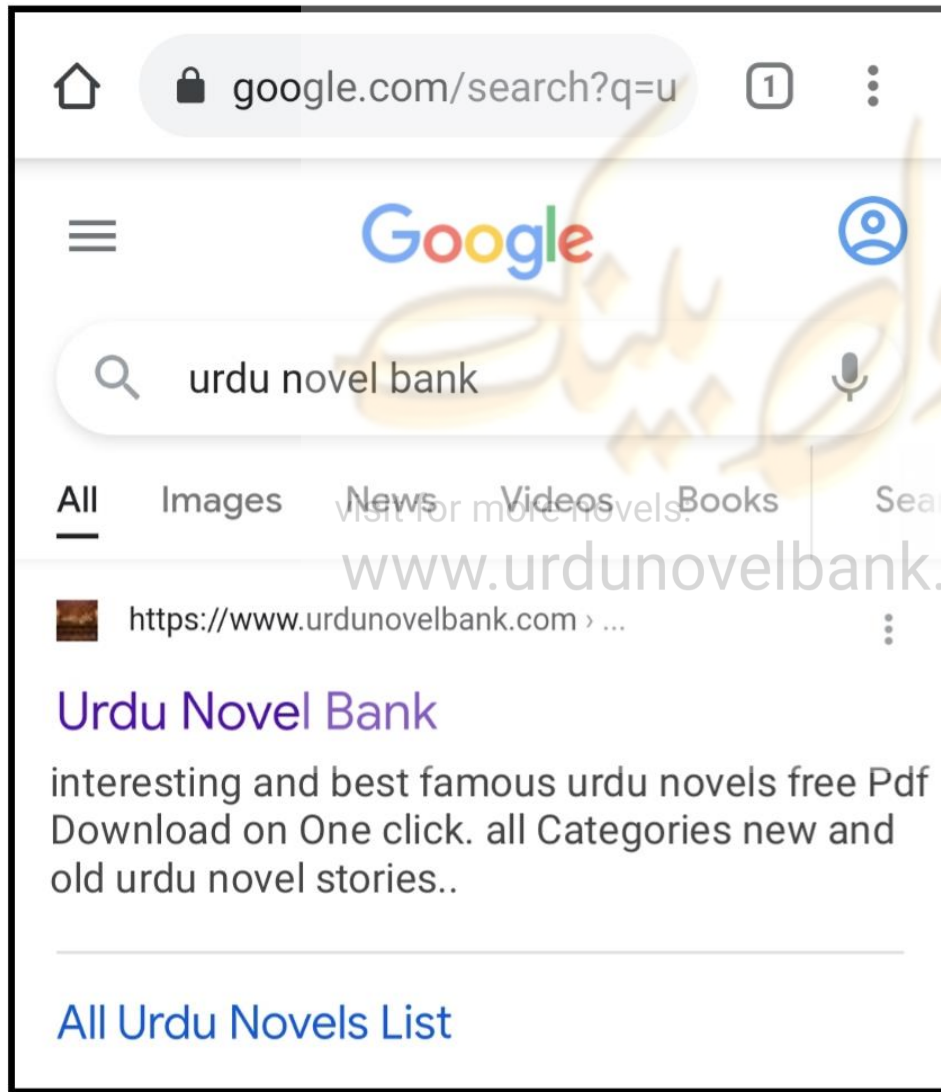 google.com/search?q=u
1
Google
urdu novel bank
All Images News Videos Books Sea
visit for more novels:
www.urdunovelbank.
https://www.urdunovelbank.com › ...
Urdu Novel Bank
interesting and best famous urdu novels free Pdf
Download on One click. all Categories new and
old urdu novel stories..
All Urdu Novels List